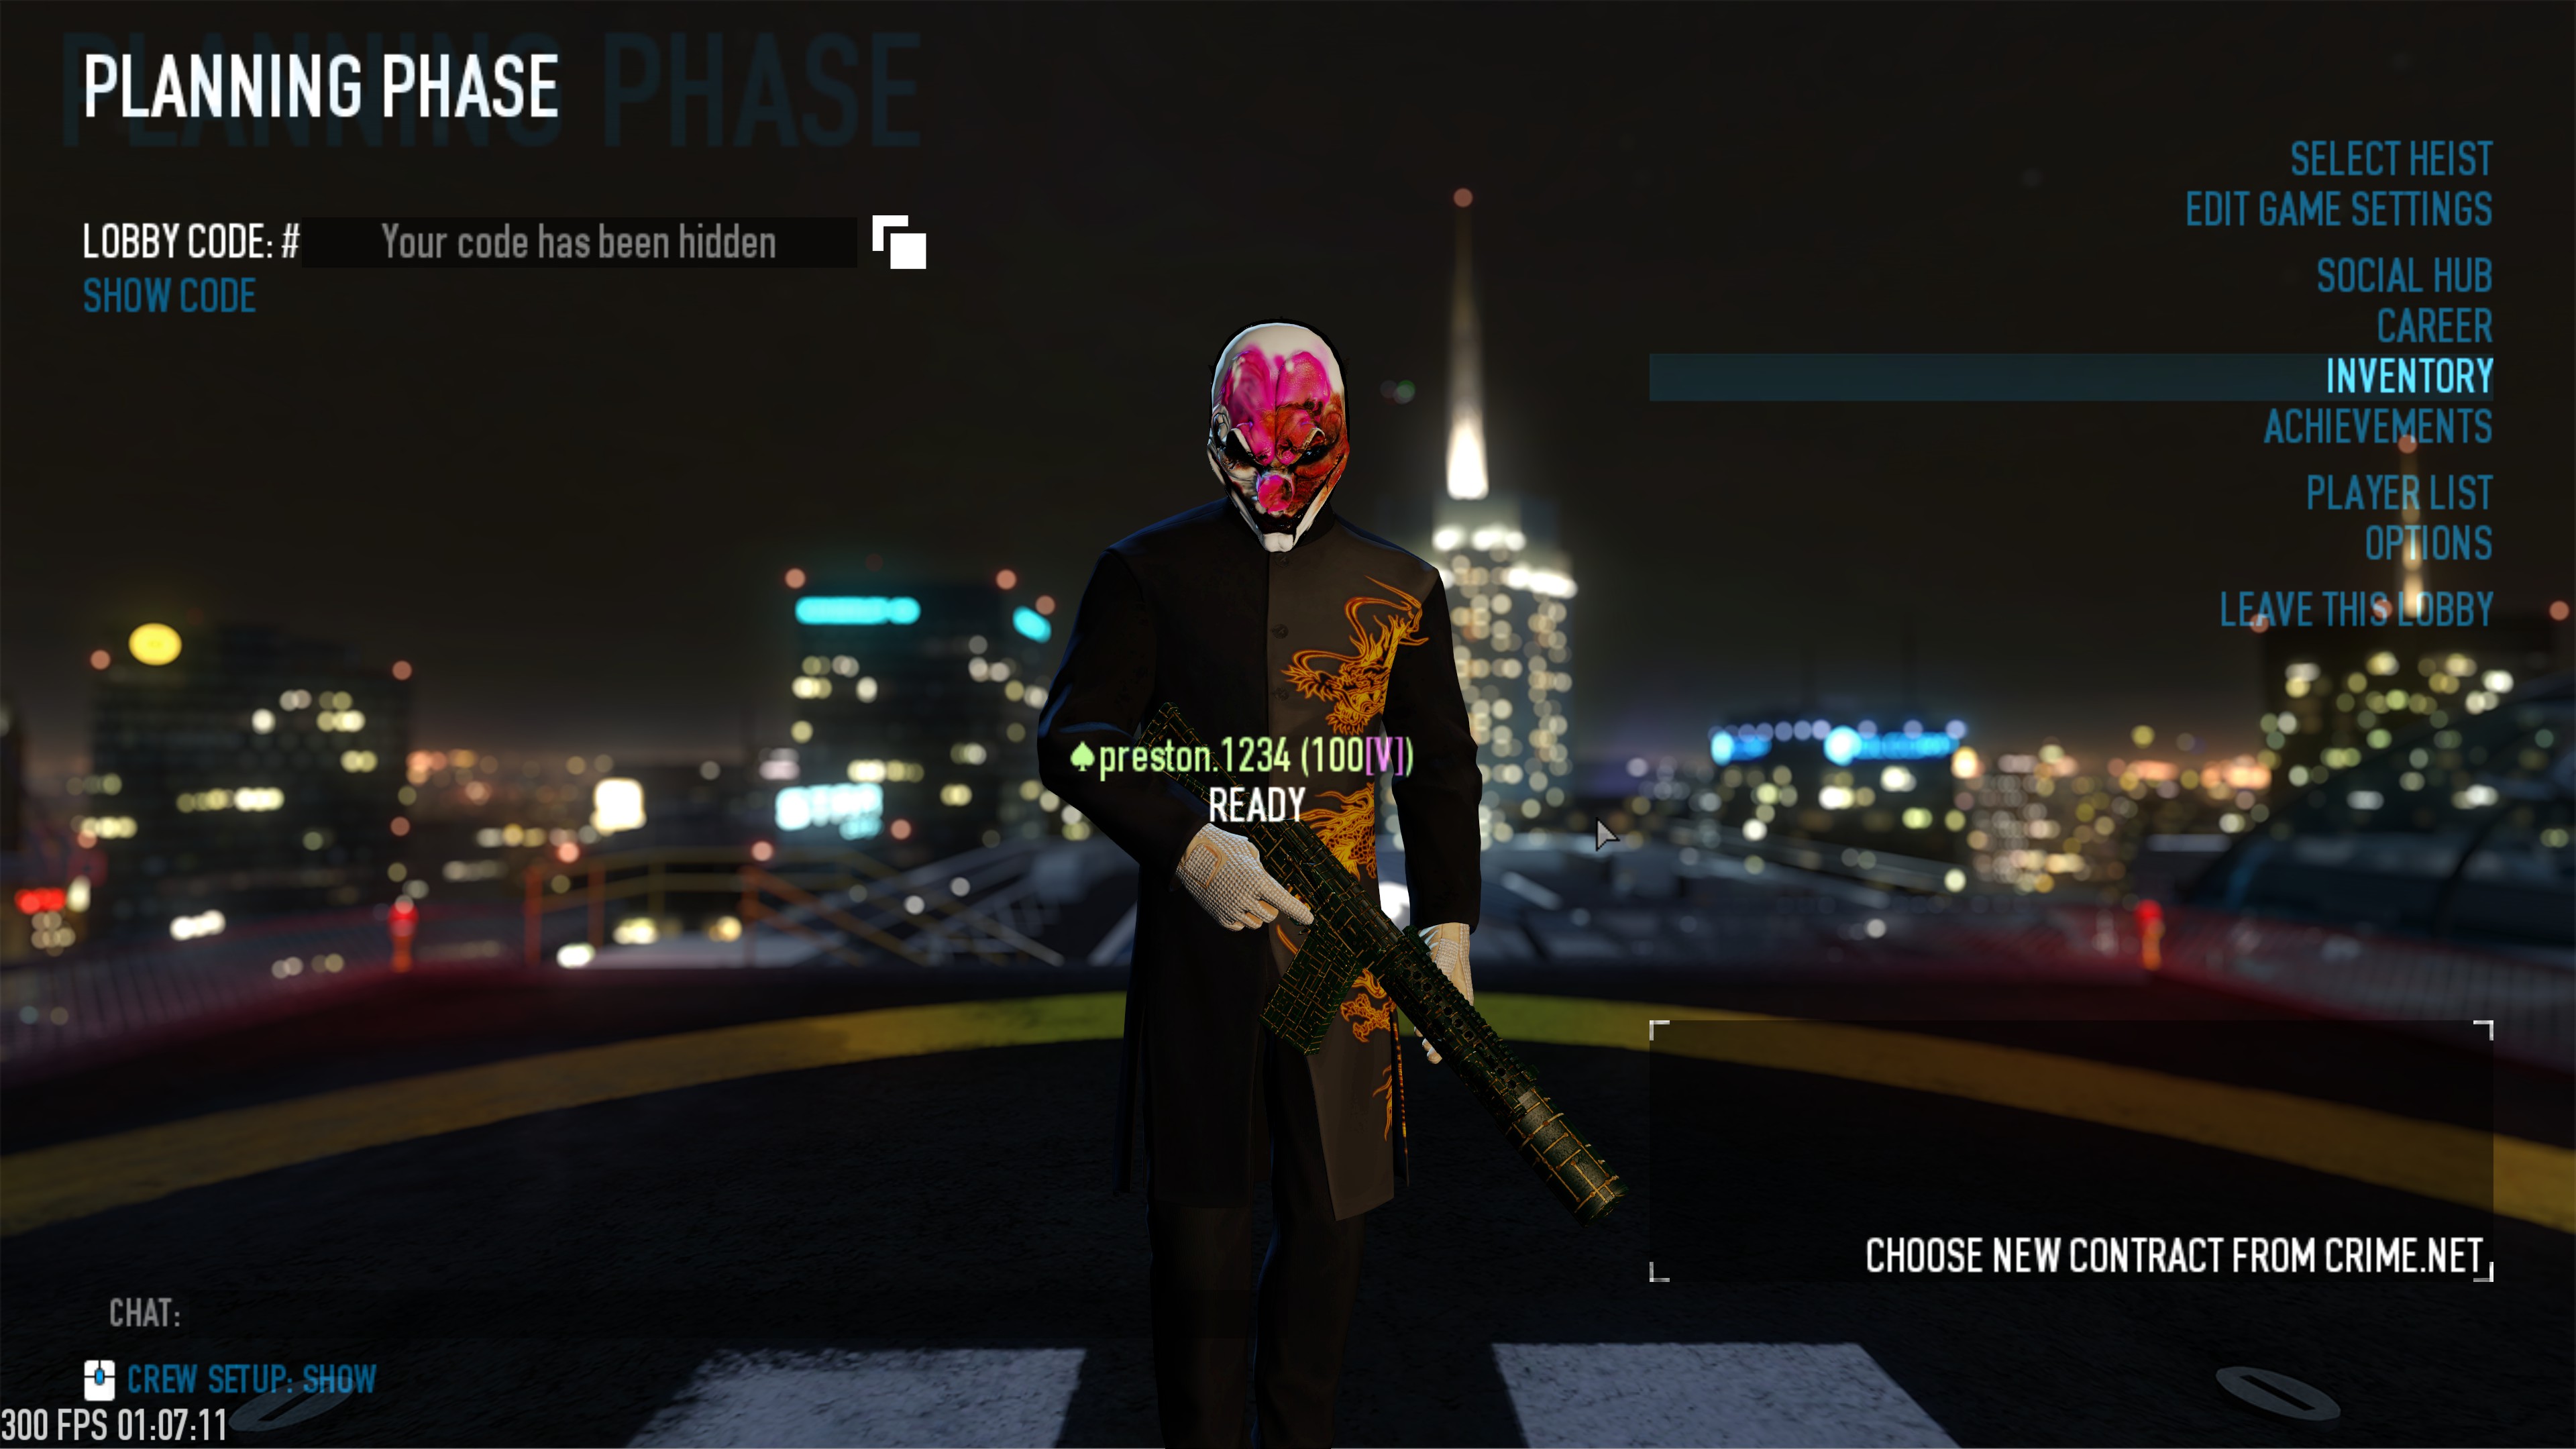 PLANNING PHASE
LOBBY CODE: # Your code has been hidden
SHOW CODE
SELECT HEIST
EDIT GAME SETTINGS
SOCIAL HUB
CAREER
INVENTORY
ACHIEVEMENTS
PLAYER LIST
OPTIONS
LEAVE THIS LOBBY
♠preston.1234 (100[V])
READY
CHOOSE NEW CONTRACT FROM CRIME.NET
CHAT:
CREW SETUP: SHOW
300 FPS 01:07:11